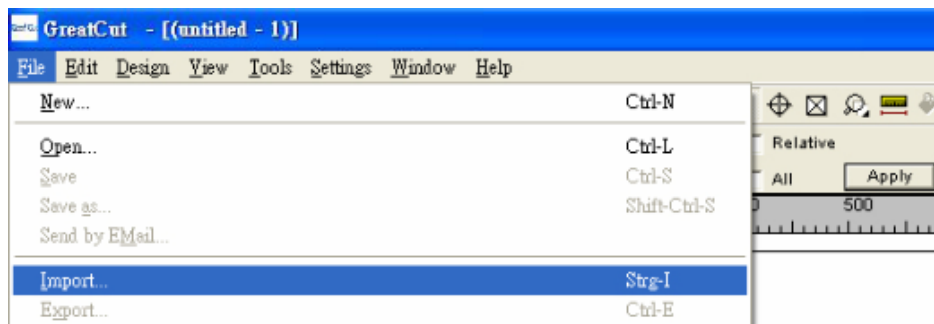 GreatCut - [(untitled - 1)]
File Edit Design View Tools Settings Window Help
New... Ctrl-N
Open... Ctrl-L
Relative
Save Ctrl-S
All Apply
Save as... Shift-Ctrl-S
500
Send by EMail...
Import... Strg-I
Export... Ctrl-E